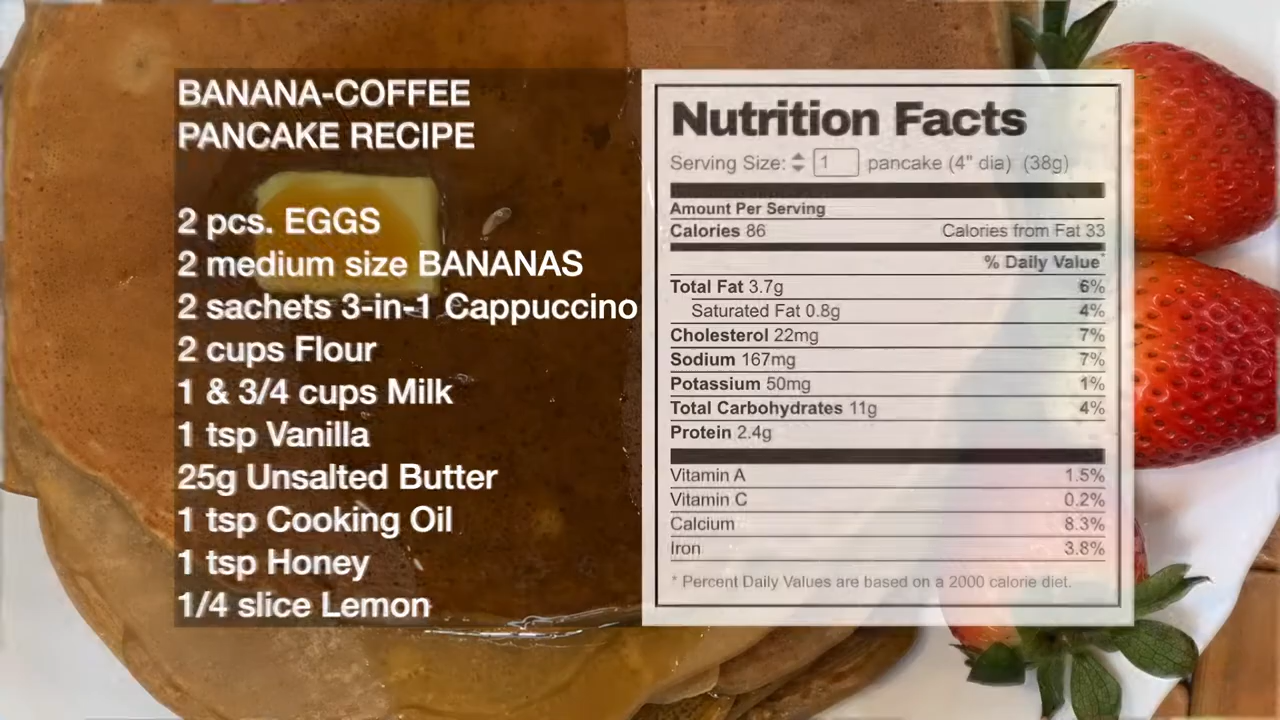 BANANA-COFFEE
PANCAKE RECIPE
2 pcs. EGGS
2 medium size BANANAS
2 sachets 3-in-1 Cappuccino
2 cups Flour
1 & 3/4 cups Milk
1 tsp Vanilla
25g Unsalted Butter
1 tsp Cooking Oil
1 tsp Honey
1/4 slice Lemon
Nutrition Facts
Serving Size: 1 pancake (4" dia) (38g)
Amount Per Serving
Calories 86 Calories from Fat 33
% Daily Value*
Total Fat 3.7g 6%
Saturated Fat 0.8g 4%
Cholesterol 22mg 7%
Sodium 167mg 7%
Potassium 50mg 1%
Total Carbohydrates 11g 4%
Protein 2.4g
Vitamin A 1.5%
Vitamin C 0.2%
Calcium 8.3%
Iron 3.8%
* Percent Daily Values are based on a 2000 calorie diet.